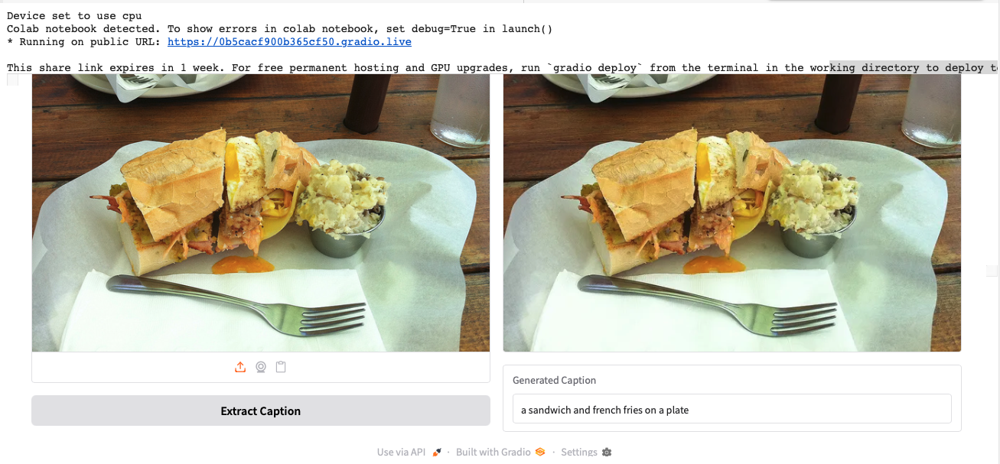 Device set to use cpu
Colab notebook detected. To show errors in colab notebook, set debug=True in launch()
* Running on public URL: https://0b5cacf900b365cf50.gradio.live
This share link expires in 1 week. For free permanent hosting and GPU upgrades, run `gradio deploy` from the terminal in the working directory to deploy
Generated Caption
a sandwich and french fries on a plate
Extract Caption
Use via API · Built with Gradio · Settings